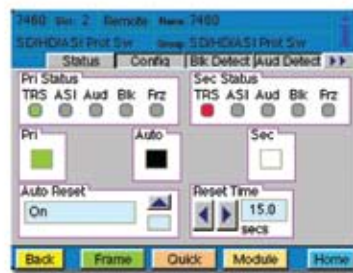 7460 Slot: 2 Remote Name 7460
SD/HD/ASI Prot Sw Group SD/HD/ASI Prot Sw
Status Config Blk Detect Aud Detect
Pri Status Sec Status
TRS ASI Aud Blk Frz TRS ASI Aud Blk Frz
Pri Auto Sec
Auto Reset Reset Time
On 15.0
secs
Back Frame Quick Module Home